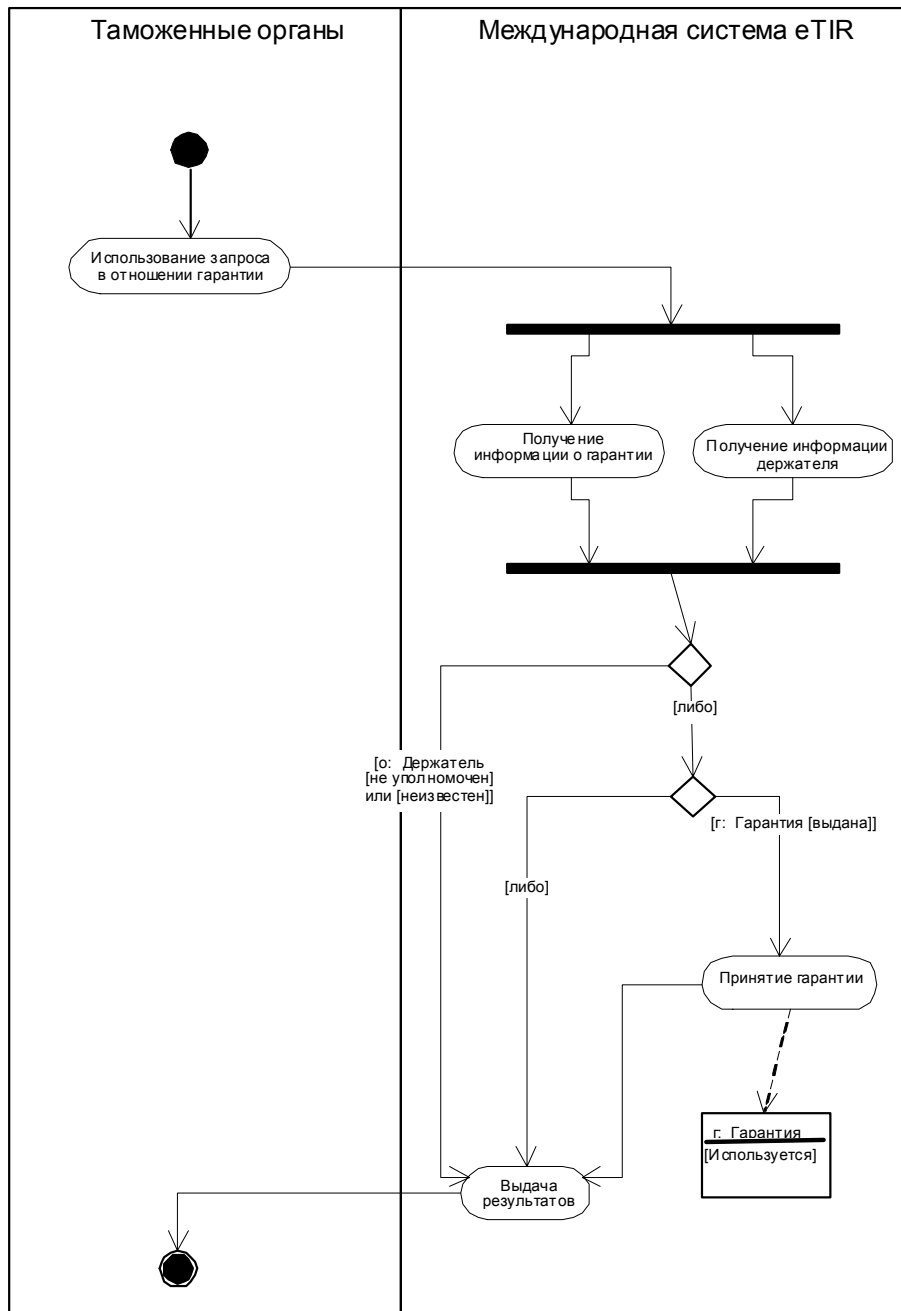 Таможенные органы
Международная система eTIR
Использование запроса
в отношении гарантии
Получение
информации о гарантии
Получение информации
держателя
[либо]
[о: Держатель
[не уполномочен]
или [неизвестен]]
[г: Гарантия [выдана]]
[либо]
Принятие гарантии
г: Гарантия
[Используется]
Выдача
результатов